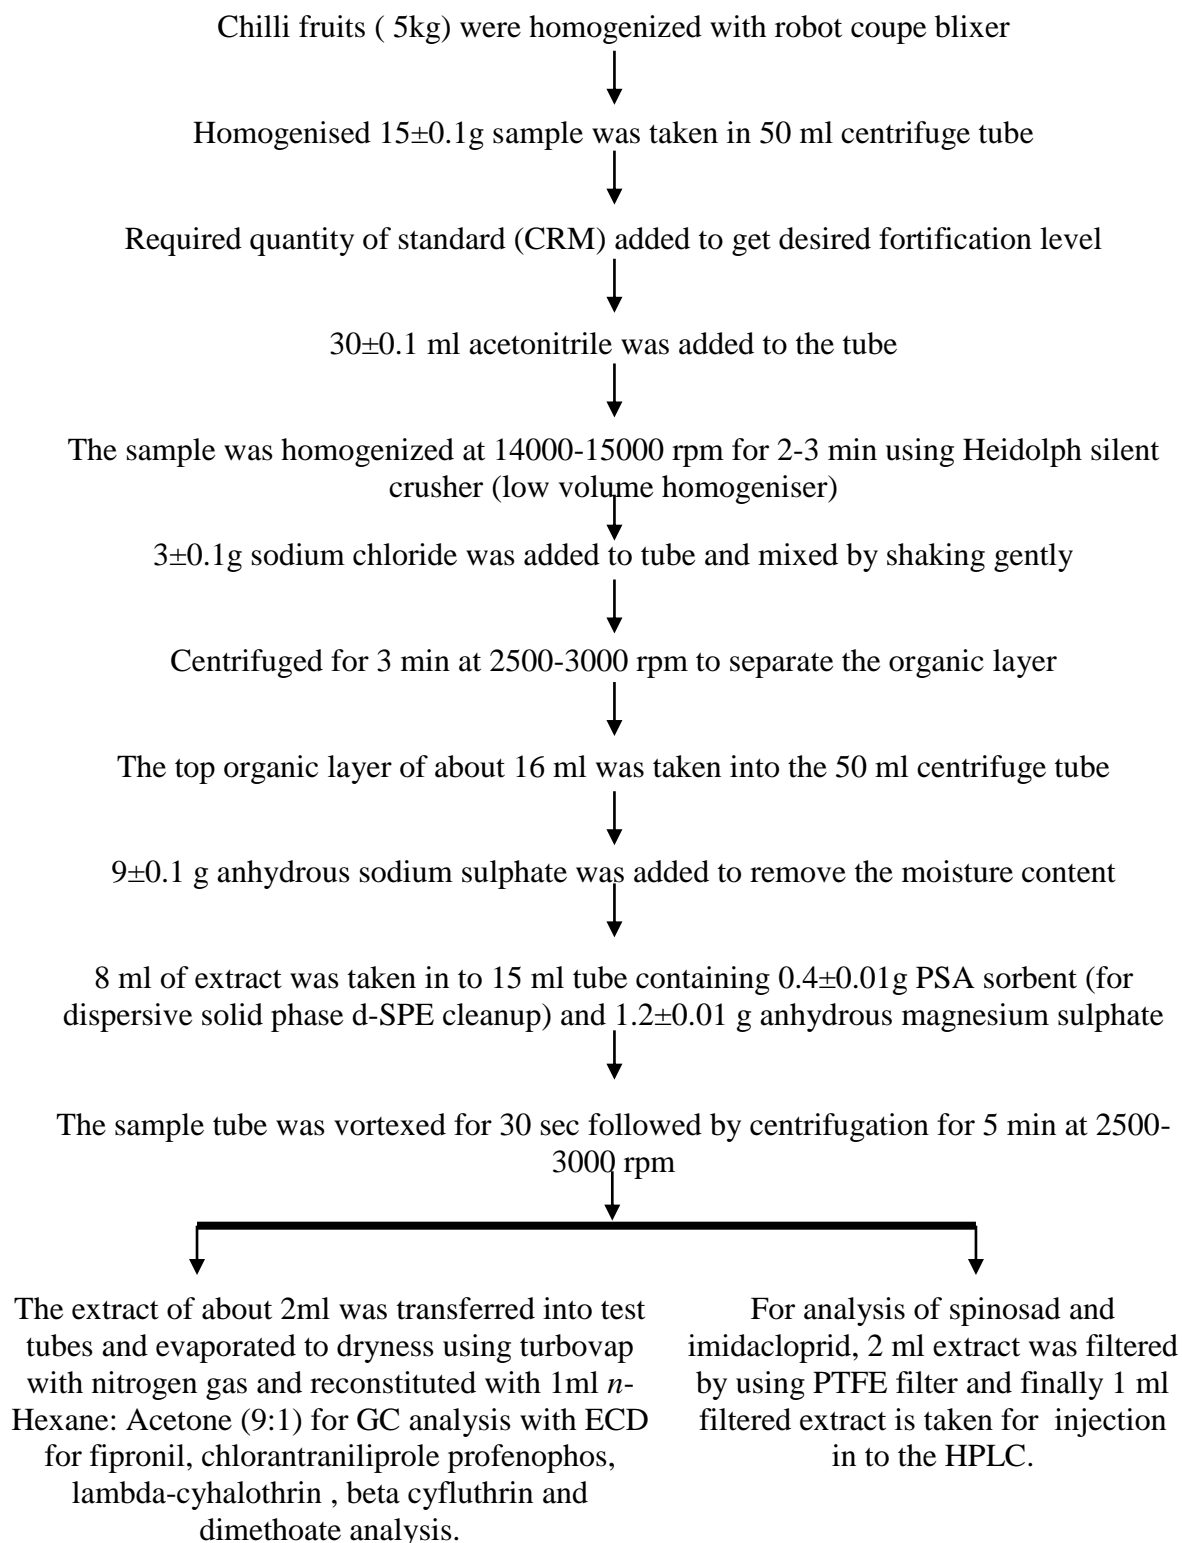 Chilli fruits ( 5kg) were homogenized with robot coupe blixer
Homogenised 15±0.1g sample was taken in 50 ml centrifuge tube
Required quantity of standard (CRM) added to get desired fortification level
30±0.1 ml acetonitrile was added to the tube
The sample was homogenized at 14000-15000 rpm for 2-3 min using Heidolph silent
crusher (low volume homogeniser)
3±0.1g sodium chloride was added to tube and mixed by shaking gently
Centrifuged for 3 min at 2500-3000 rpm to separate the organic layer
The top organic layer of about 16 ml was taken into the 50 ml centrifuge tube
9±0.1 g anhydrous sodium sulphate was added to remove the moisture content
8 ml of extract was taken in to 15 ml tube containing 0.4±0.01g PSA sorbent (for
dispersive solid phase d-SPE cleanup) and 1.2±0.01 g anhydrous magnesium sulphate
The sample tube was vortexed for 30 sec followed by centrifugation for 5 min at 2500-
3000 rpm
The extract of about 2ml was transferred into test
tubes and evaporated to dryness using turbovap
with nitrogen gas and reconstituted with 1ml n-
Hexane: Acetone (9:1) for GC analysis with ECD
for fipronil, chlorantraniliprole profenophos,
lambda-cyhalothrin , beta cyfluthrin and
dimethoate analysis.
For analysis of spinosad and
imidacloprid, 2 ml extract was filtered
by using PTFE filter and finally 1 ml
filtered extract is taken for  injection
in to the HPLC.